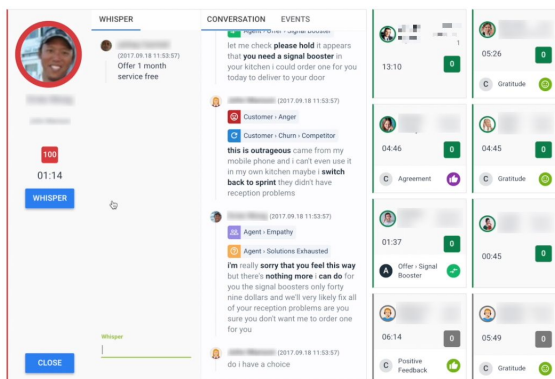 WHISPER
(2017.09.18 11:53:57)
Offer 1 month
service free
100
01:14
WHISPER
CLOSE
Whisper
CONVERSATION
EVENTS
Agent › Offer › Signal Booster
let me check please hold it appears
that you need a signal booster in
your kitchen i could order one for you
today to deliver to your door
(2017.09.18 11:53:57)
Customer › Anger
Customer › Churn › Competitor
this is outrageous came from my
mobile phone and i can't even use it
in my own kitchen maybe i switch
back to sprint they didn't have
reception problems
(2017.09.18 11:53:57)
Agent › Empathy
Agent › Solutions Exhausted
i'm really sorry that you feel this way
but there's nothing more i can do for
you the signal boosters only forty
nine dollars and we'll very likely fix all
of your reception problems are you
sure you don't want me to order one
for you
(2017.09.18 11:53:57)
do i have a choice
1
13:10
0
05:26
0
C Gratitude
04:46
0
C Agreement
04:45
0
C Gratitude
01:37
0
A Offer › Signal
Booster
00:45
0
06:14
0
C Positive
Feedback
05:49
0
C Gratitude